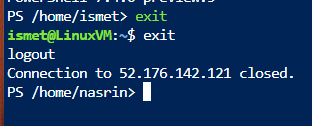 PS /home/ismet> exit
ismet@LinuxVM:~$ exit
logout
Connection to 52.176.142.121 closed.
PS /home/nasrin>